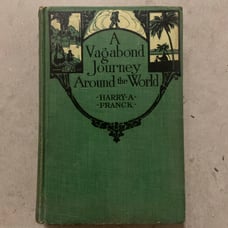 A
Vagabond
Journey
Around the World
·HARRY·A·
·FRANCK·